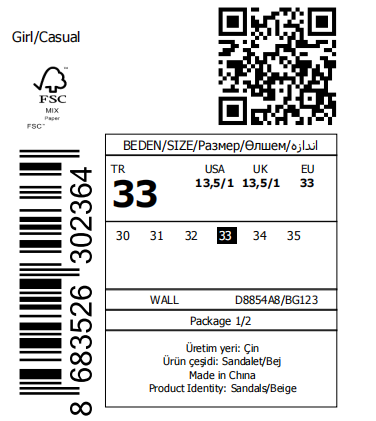 Girl/Casual
FSC
MIX
Paper
FSC™
BEDEN/SIZE/Размер/Өлшем/اندازه
TR USA UK EU
33 13,5/1 13,5/1 33
30 31 32 33 34 35
WALL D8854A8/BG123
Package 1/2
Üretim yeri: Çin
Ürün çeşidi: Sandalet/Bej
Made in China
Product Identity: Sandals/Beige
8 683526 302364